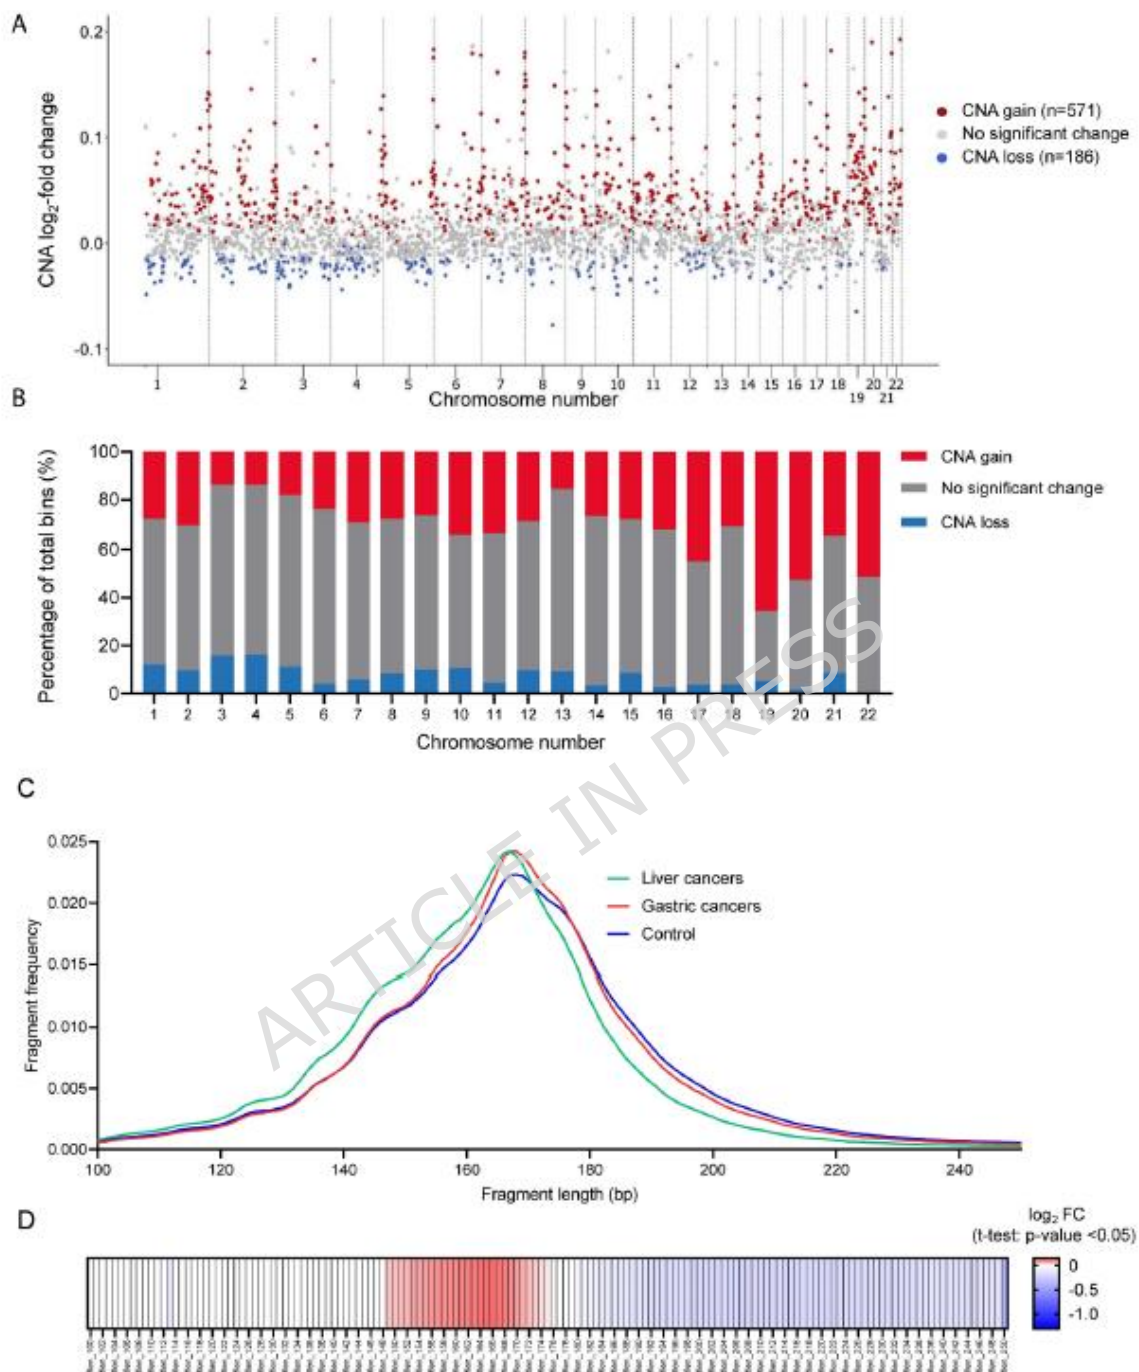 A
CNA log2-fold change
0.2
0.1
0.0
-0.1
CNA gain (n=571)
No significant change
CNA loss (n=186)
1 2 3 4 5 6 7 8 9 10 11 12 13 14 15 16 17 18 19 20 21 22
Chromosome number
B
Percentage of total bins (%)
100
80
60
40
20
0
CNA gain
No significant change
CNA loss
1 2 3 4 5 6 7 8 9 10 11 12 13 14 15 16 17 18 19 20 21 22
Chromosome number
ARTICLE IN PRESS
C
Fragment frequency
0.025
0.020
0.015
0.010
0.005
0.000
Liver cancers
Gastric cancers
Control
100 120 140 160 180 200 220 240
Fragment length (bp)
D
log2 FC
(t-test: p-value <0.05)
0
-0.5
-1.0